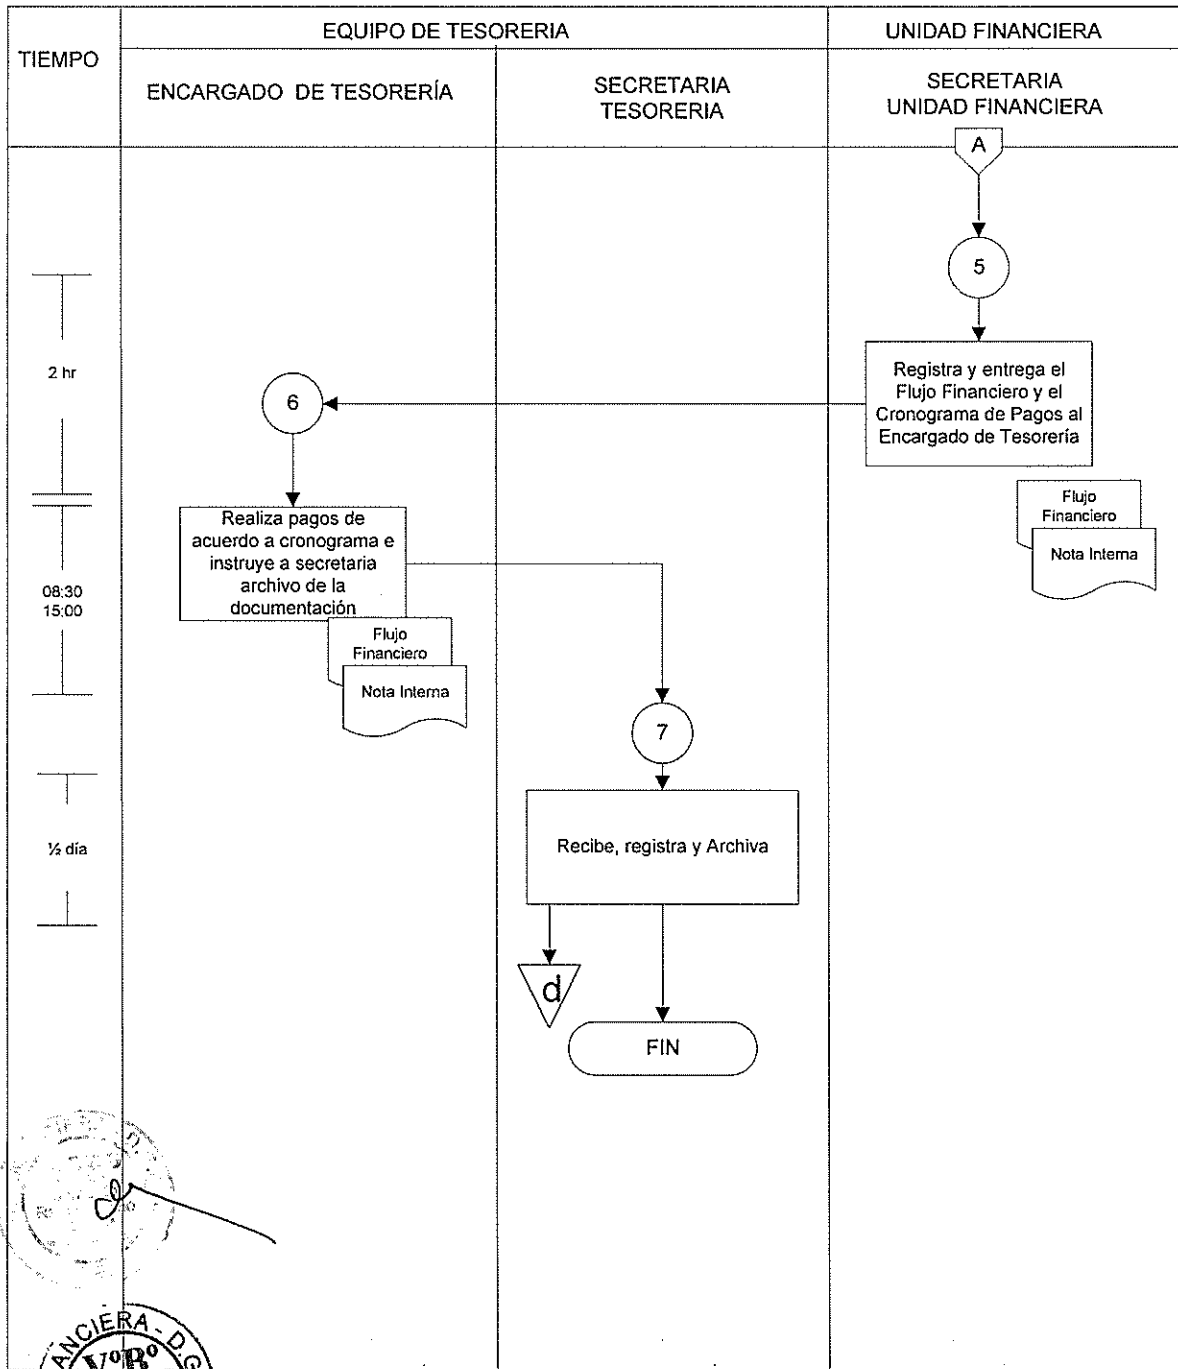 TIEMPO
EQUIPO DE TESORERIA
UNIDAD FINANCIERA
ENCARGADO DE TESORERÍA
SECRETARIA
TESORERIA
SECRETARIA
UNIDAD FINANCIERA
A
5
2 hr
Registra y entrega el
Flujo Financiero y el
Cronograma de Pagos al
Encargado de Tesorería
6
Flujo
Financiero
Nota Interna
08:30
15:00
Realiza pagos de
acuerdo a cronograma e
instruye a secretaria
archivo de la
documentación
Flujo
Financiero
Nota Interna
7
½ día
Recibe, registra y Archiva
d
FIN
ANCIERA - D.G
VºBº